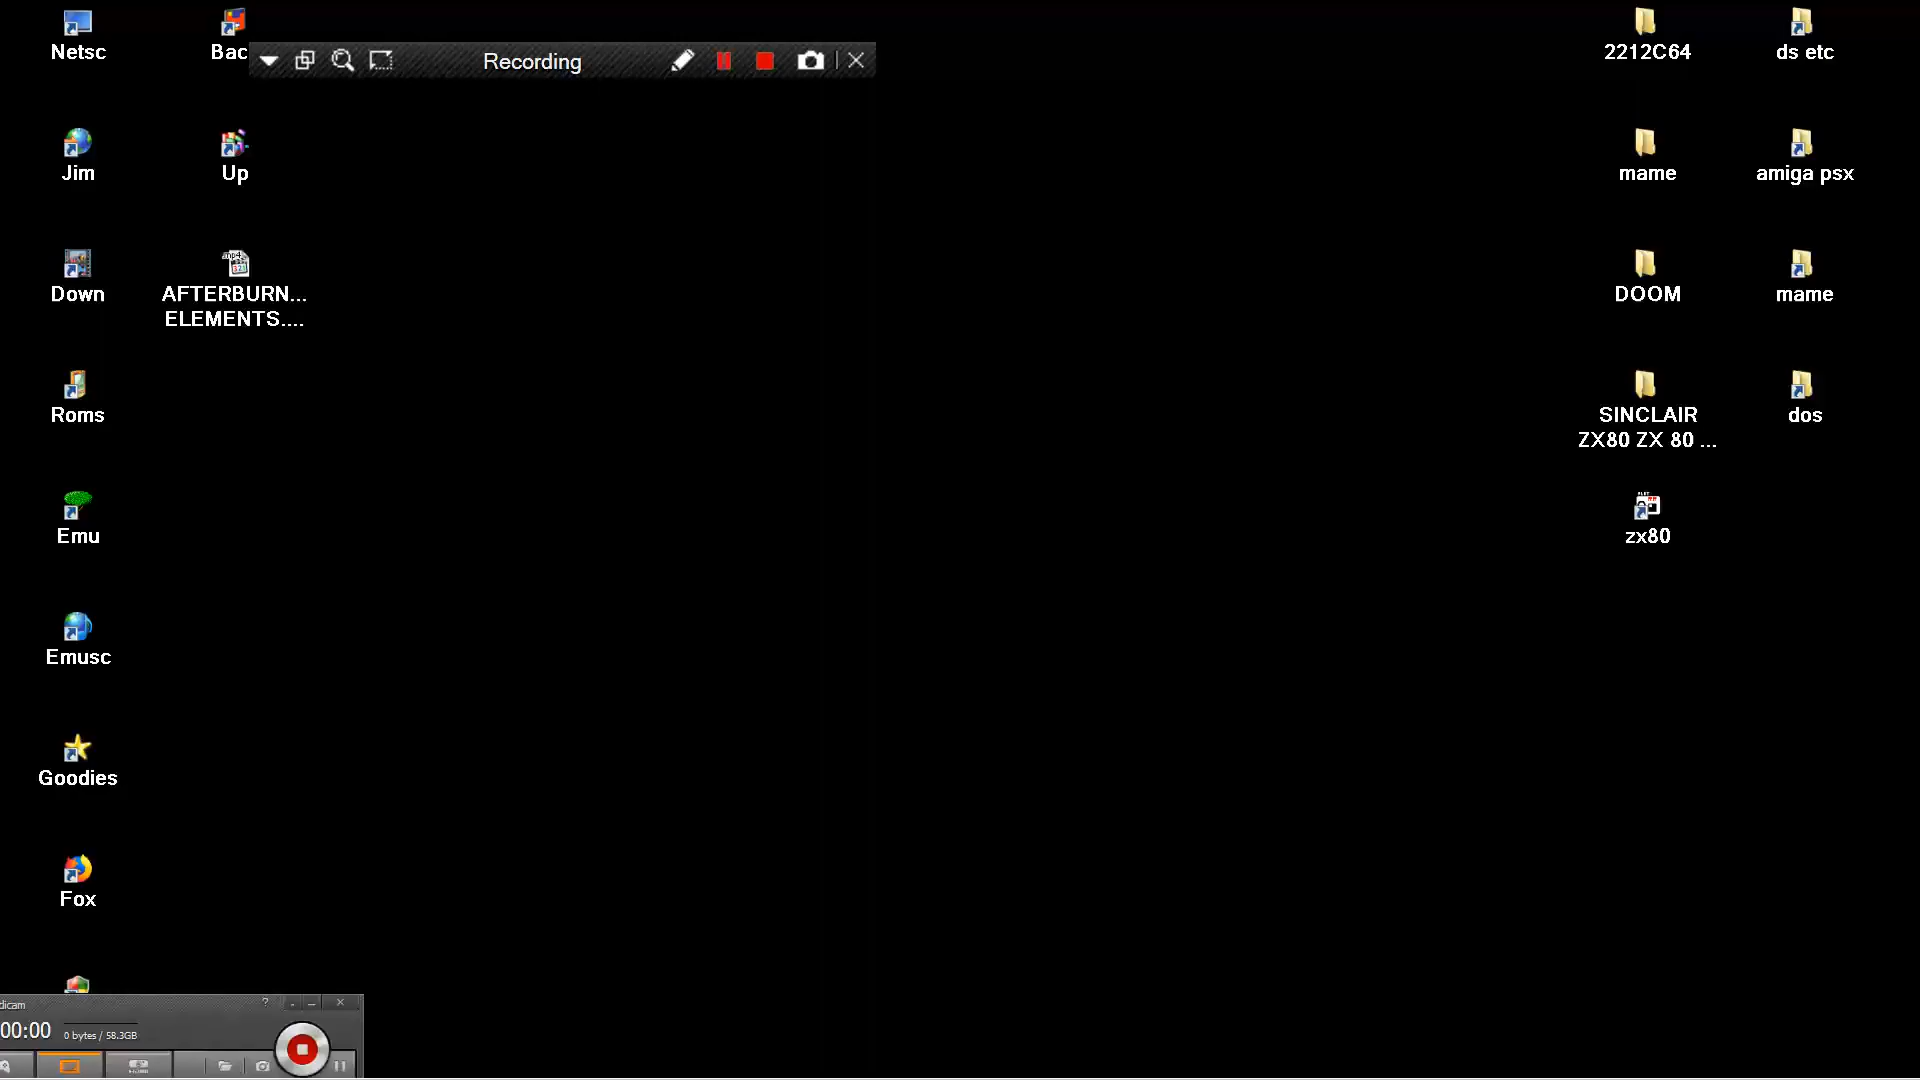 Netsc
Bac
Recording
2212C64
ds etc
Jim
Up
mame
amiga psx
Down
AFTERBURN...
ELEMENTS....
DOOM
mame
Roms
SINCLAIR
ZX80 ZX 80 ...
dos
Emu
zx80
Emusc
Goodies
Fox
dicam
?
00:00
0 bytes / 58.3GB